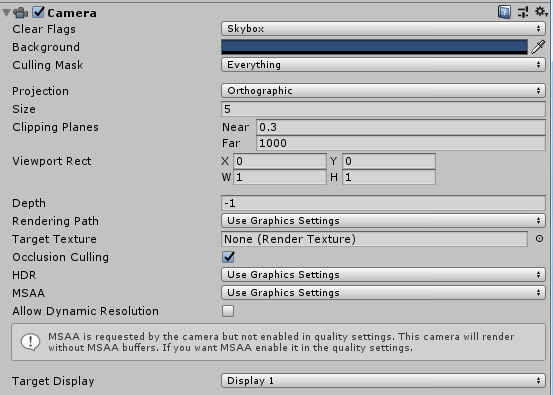 Camera
Clear Flags Skybox
Background
Culling Mask Everything
Projection Orthographic
Size 5
Clipping Planes Near 0.3
Far 1000
Viewport Rect X 0 Y 0
W 1 H 1
Depth -1
Rendering Path Use Graphics Settings
Target Texture None (Render Texture)
Occlusion Culling
HDR Use Graphics Settings
MSAA Use Graphics Settings
Allow Dynamic Resolution
MSAA is requested by the camera but not enabled in quality settings. This camera will render
without MSAA buffers. If you want MSAA enable it in the quality settings.
Target Display Display 1